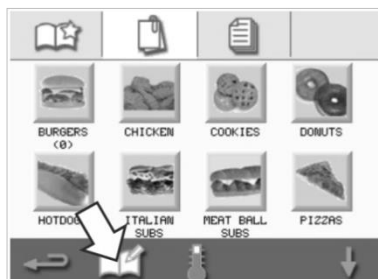 BURGERS CHICKEN COOKIES DONUTS
(0)
HOTDOG ITALIAN MEAT BALL PIZZAS
SUBS SUBS